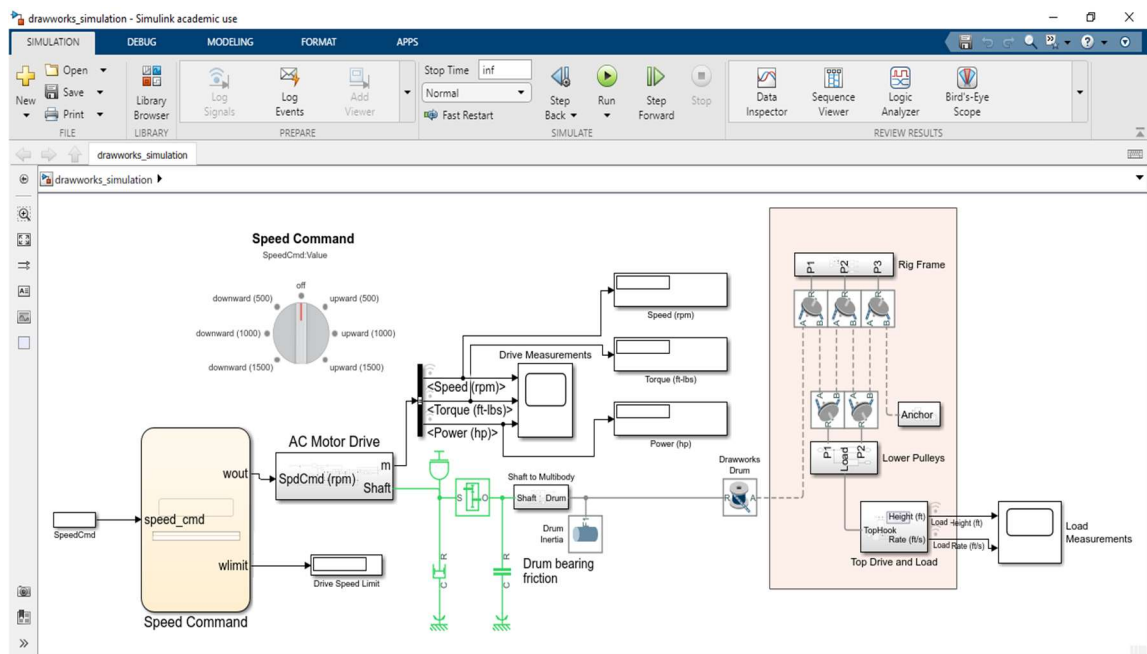 drawworks_simulation - Simulink academic use
SIMULATION DEBUG MODELING FORMAT APPS
New
Open
Save
Print
FILE
Library Browser
LIBRARY
Log Signals
Log Events
Add Viewer
PREPARE
Stop Time inf
Normal
Fast Restart
Step Back
Run
Step Forward
Stop
SIMULATE
Data Inspector
Sequence Viewer
Logic Analyzer
Bird's-Eye Scope
REVIEW RESULTS
drawworks_simulation
drawworks_simulation
Speed Command
SpeedCmd:Value
off
downward (500)
upward (500)
downward (1000)
upward (1000)
downward (1500)
upward (1500)
Speed (rpm)
Torque (ft-lbs)
Power (hp)
Drive Measurements
<Speed (rpm)>
<Torque (ft-lbs)>
<Power (hp)>
AC Motor Drive
SpdCmd (rpm)
m
Shaft
SpeedCmd
speed_cmd
wout
wlimit
Speed Command
Drive Speed Limit
S O
R
C
R
C
Shaft to Multibody
Shaft Drum
F1
Drum Inertia
Drum bearing friction
Drawworks Drum
R A
P1 P2 P3
Rig Frame
R R R
A B A B A B
A B A B
R R
Anchor
P1 Load P2
Lower Pulleys
TopHook
Height (ft)
Rate (ft/s)
Top Drive and Load
Load Height (ft)
Load Rate (ft/s)
Load Measurements